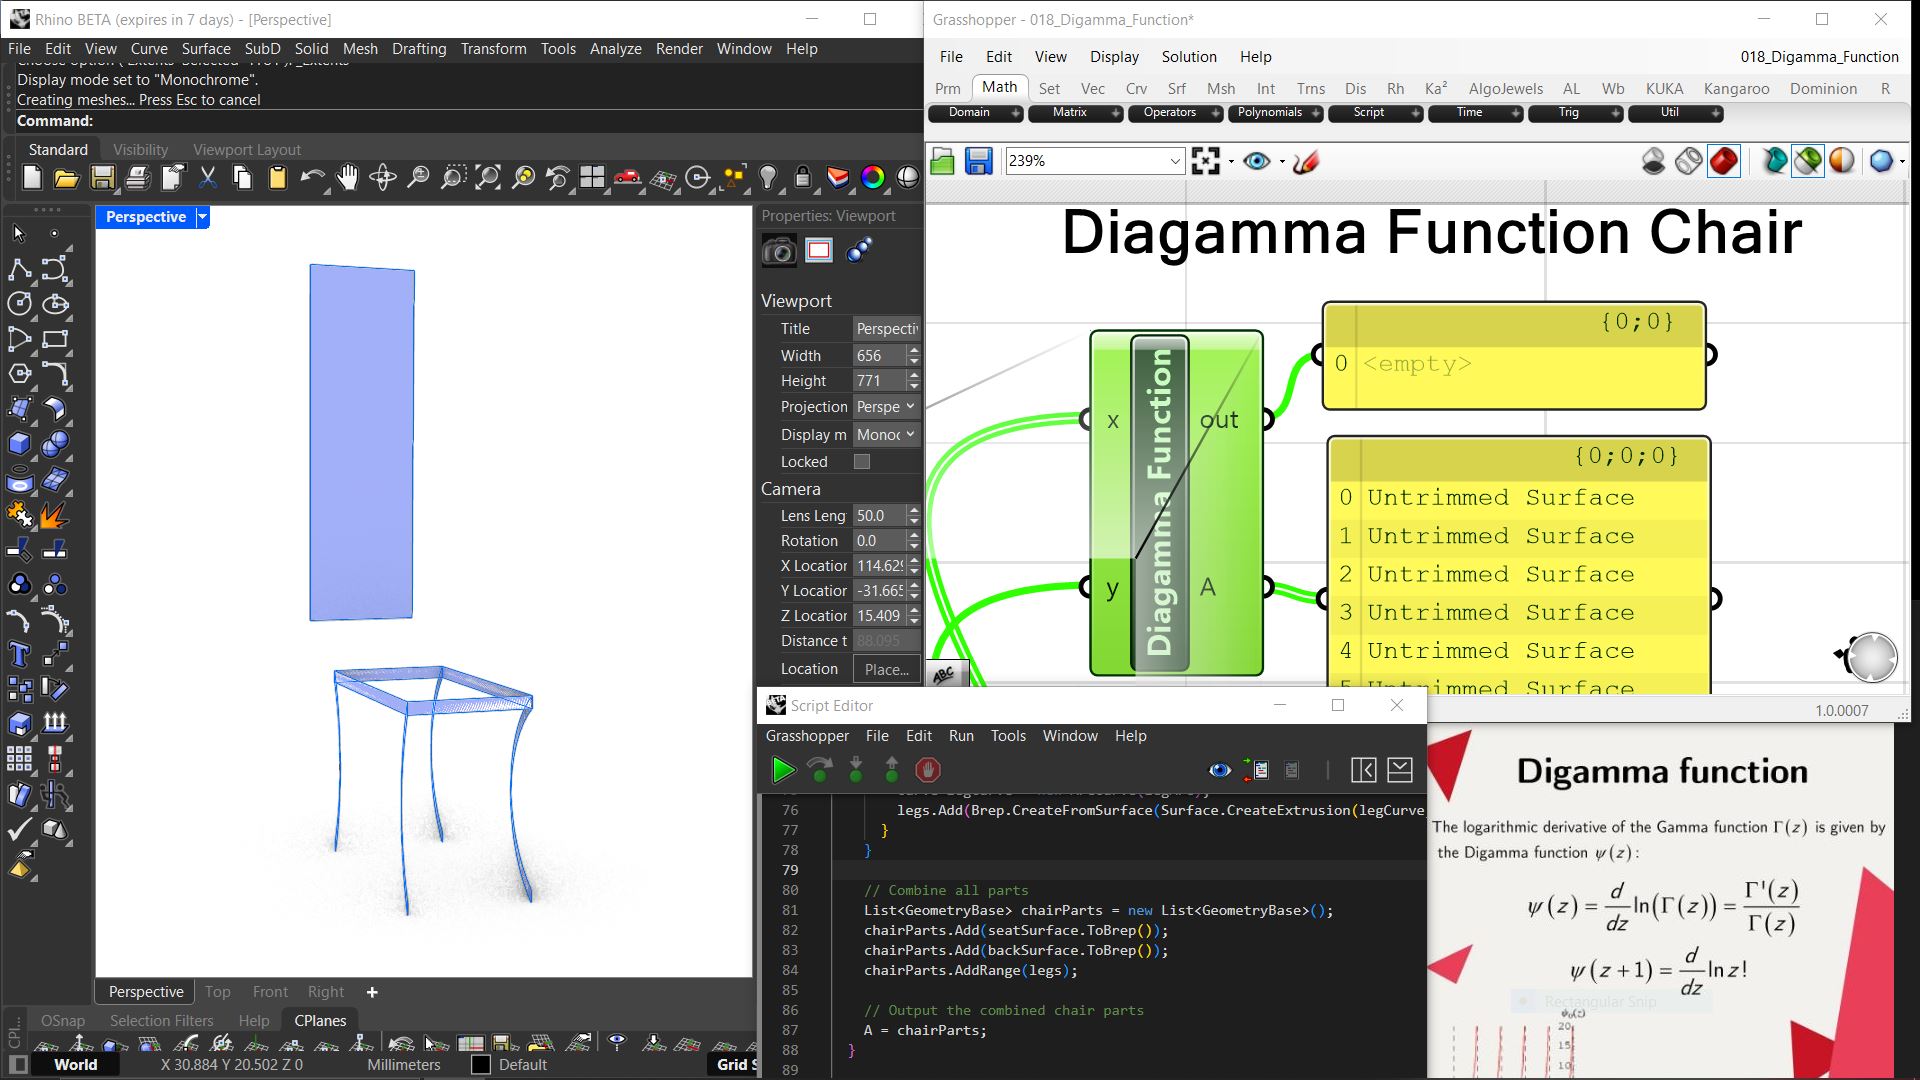 Rhino BETA (expires in 7 days) - [Perspective]
File Edit View Curve Surface SubD Solid Mesh Drafting Transform Tools Analyze Render Window Help
Display mode set to "Monochrome".
Creating meshes... Press Esc to cancel
Command:
Standard Visibility Viewport Layout
Perspective
Properties: Viewport
Viewport
Title Perspecti
Width 656
Height 771
Projection Perspe
Display m Monoc
Locked
Camera
Lens Leng 50.0
Rotation 0.0
X Locatior 114.629
Y Locatior -31.665
Z Locatior 15.409
Distance t 88.095
Location Place...
Perspective Top Front Right
OSnap Selection Filters Help CPlanes
CPl...
World X 30.884 Y 20.502 Z 0 Millimeters Default Grid S
Grasshopper - 018_Digamma_Function*
File Edit View Display Solution Help 018_Digamma_Function
Prm Math Set Vec Crv Srf Msh Int Trns Dis Rh Ka² AlgoJewels AL Wb KUKA Kangaroo Dominion R
Domain Matrix Operators Polynomials Script Time Trig Util
239%
Diagamma Function Chair
x Diagamma Function out
y A
{0;0}
0 <empty>
{0;0;0}
0 Untrimmed Surface
1 Untrimmed Surface
2 Untrimmed Surface
3 Untrimmed Surface
4 Untrimmed Surface
5 Untrimmed Surface
ABC
1.0.0007
Script Editor
Grasshopper File Edit Run Tools Window Help
76 legs.Add(Brep.CreateFromSurface(Surface.CreateExtrusion(legCurve,
77 }
78 }
79
80 // Combine all parts
81 List<GeometryBase> chairParts = new List<GeometryBase>();
82 chairParts.Add(seatSurface.ToBrep());
83 chairParts.Add(backSurface.ToBrep());
84 chairParts.AddRange(legs);
85
86 // Output the combined chair parts
87 A = chairParts;
88 }
89
Digamma function
The logarithmic derivative of the Gamma function Γ(z) is given by
the Digamma function ψ(z):
ψ(z) = d/dz ln(Γ(z)) = Γ'(z)/Γ(z)
ψ(z+1) = d/dz ln z!
Rectangular Snip
ψ₀(z)
20
15
10